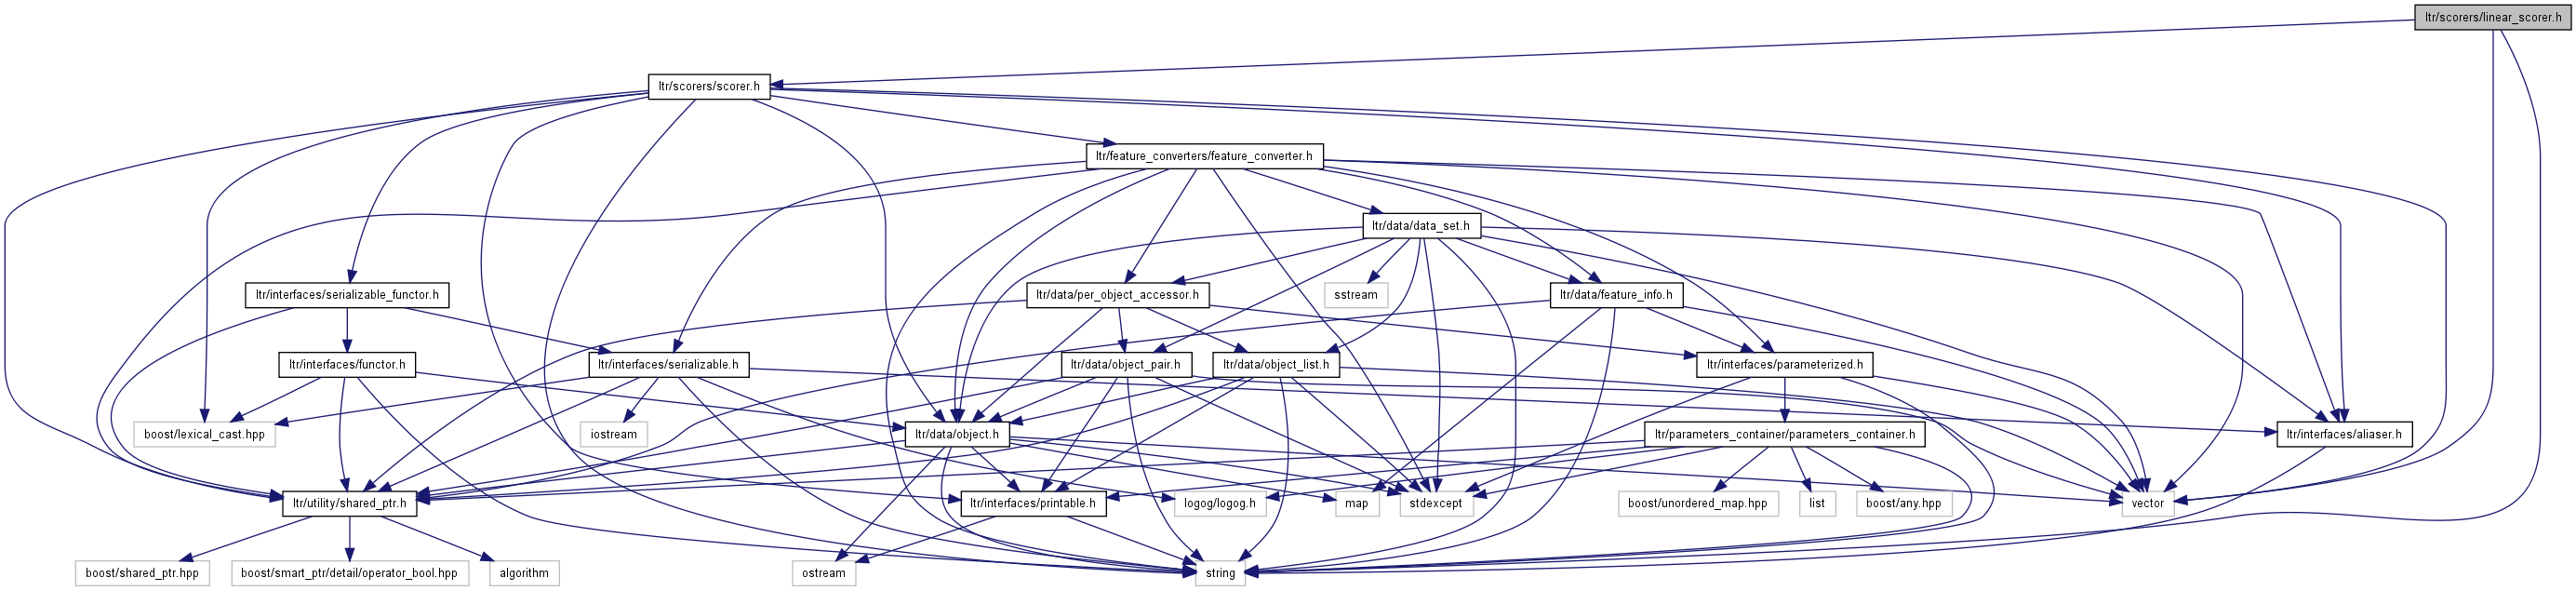 ltr/scorers/linear_scorer.h
ltr/scorers/scorer.h
ltr/feature_converters/feature_converter.h
ltr/data/data_set.h
ltr/interfaces/serializable_functor.h
ltr/data/per_object_accessor.h
sstream
ltr/data/feature_info.h
ltr/interfaces/functor.h
ltr/interfaces/serializable.h
ltr/data/object_pair.h
ltr/data/object_list.h
ltr/interfaces/parameterized.h
boost/lexical_cast.hpp
iostream
ltr/data/object.h
ltr/parameters_container/parameters_container.h
ltr/interfaces/aliaser.h
ltr/utility/shared_ptr.h
ltr/interfaces/printable.h
logog/logog.h
map
stdexcept
boost/unordered_map.hpp
list
boost/any.hpp
vector
boost/shared_ptr.hpp
boost/smart_ptr/detail/operator_bool.hpp
algorithm
ostream
string